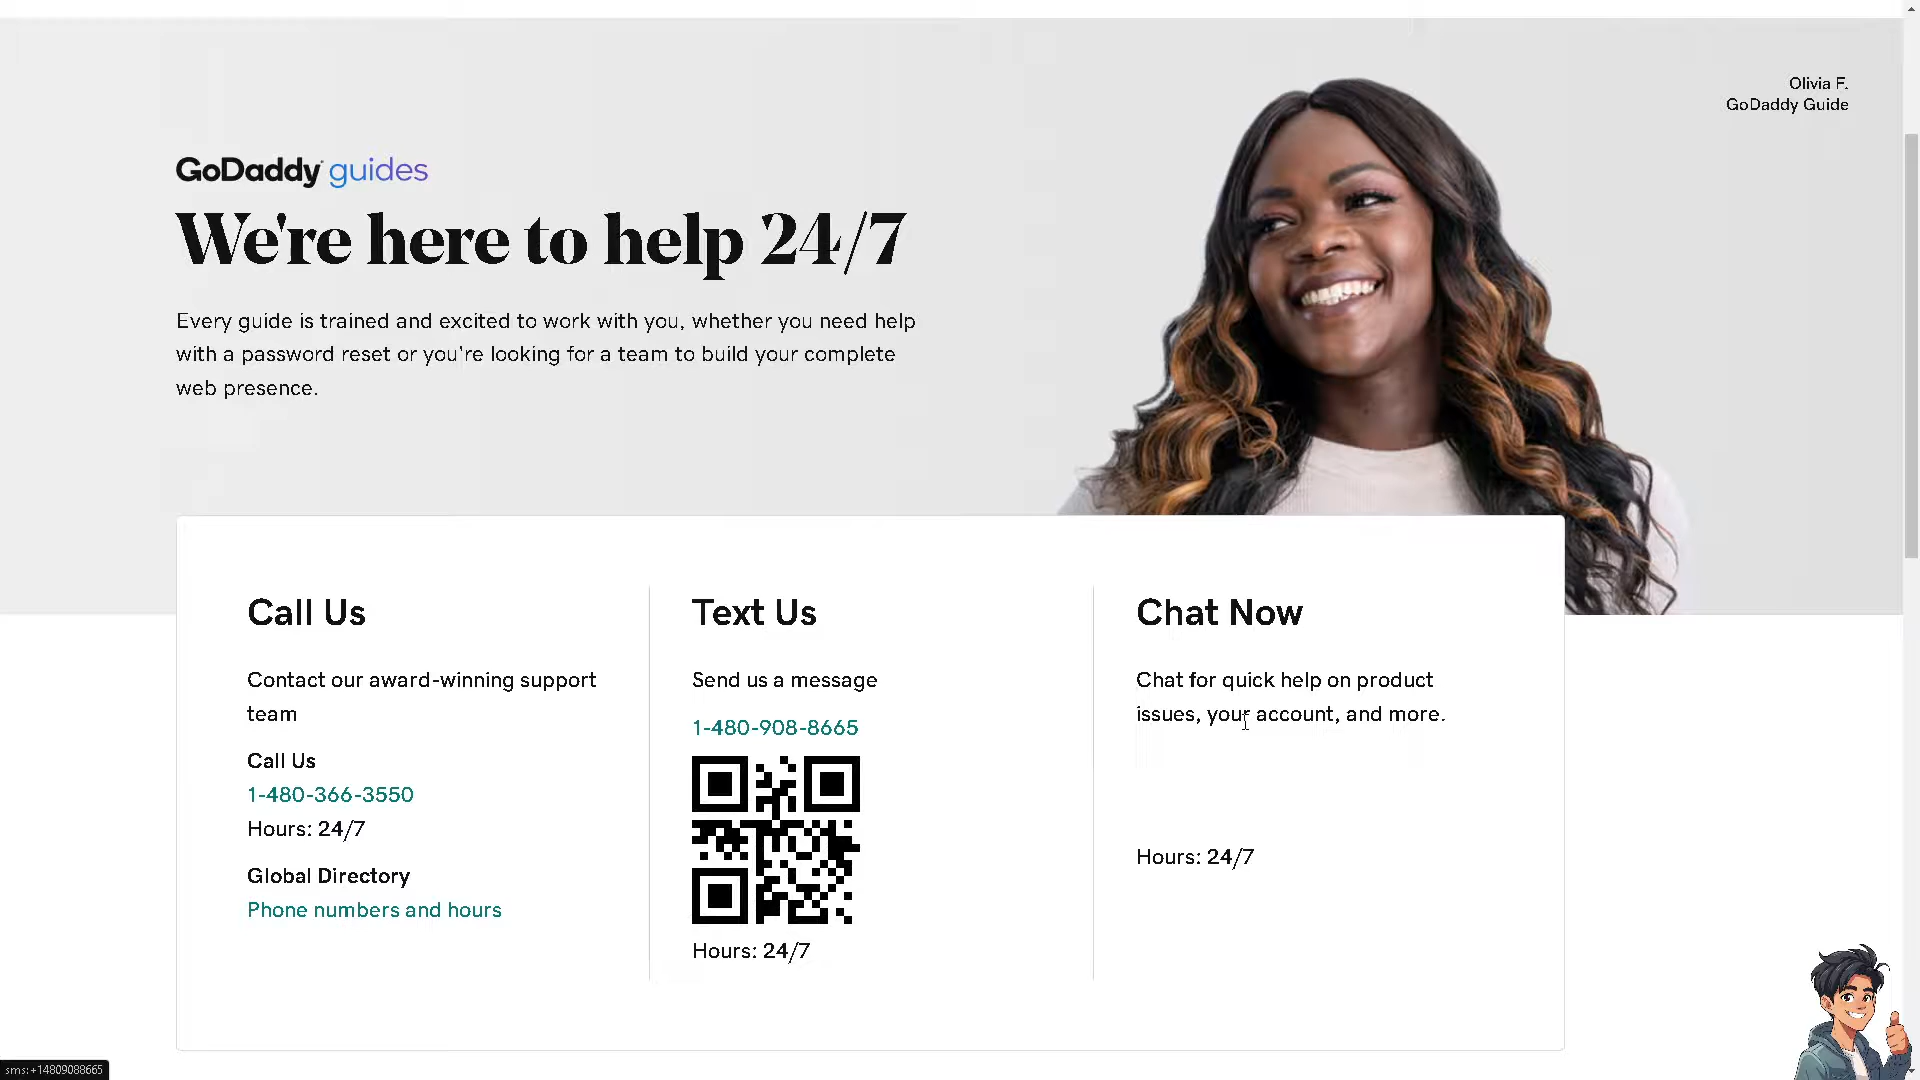 Olivia F.
GoDaddy Guide
GoDaddy guides
We're here to help 24/7
Every guide is trained and excited to work with you, whether you need help
with a password reset or you're looking for a team to build your complete
web presence.
Call Us
Contact our award-winning support
team
Call Us
1-480-366-3550
Hours: 24/7
Global Directory
Phone numbers and hours
Text Us
Send us a message
1-480-908-8665
Hours: 24/7
Chat Now
Chat for quick help on product
issues, your account, and more.
Hours: 24/7
sms:+14809088665